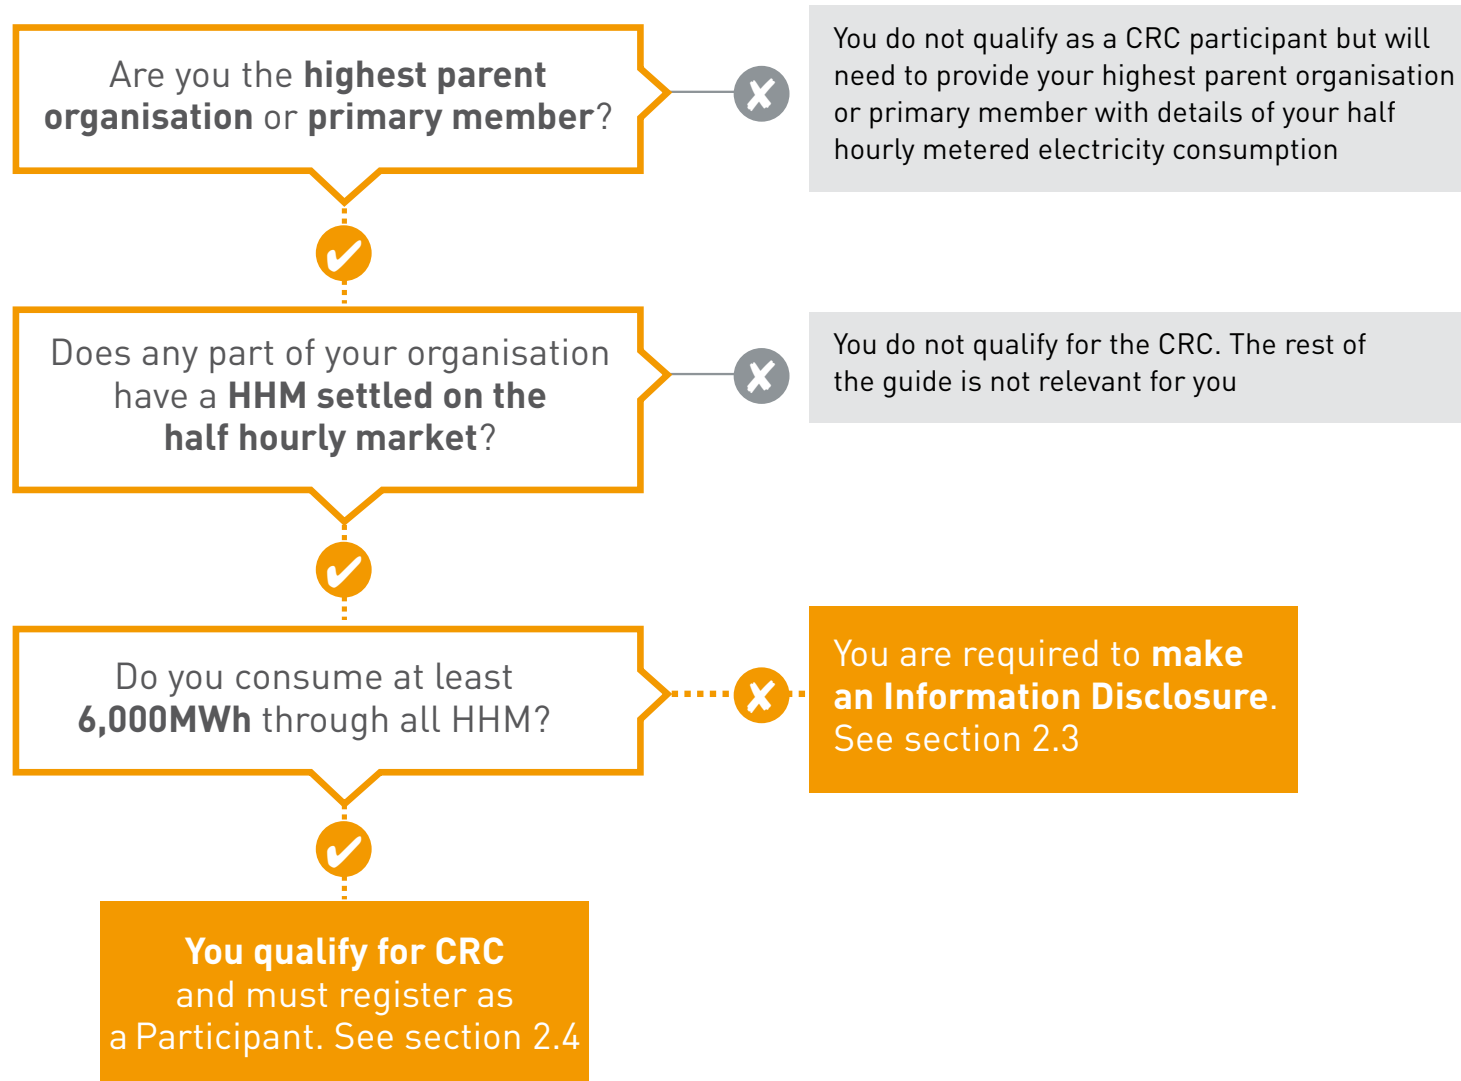 Are you the highest parent
organisation or primary member?
You do not qualify as a CRC participant but will
need to provide your highest parent organisation
or primary member with details of your half
hourly metered electricity consumption
Does any part of your organisation
have a HHM settled on the
half hourly market?
You do not qualify for the CRC. The rest of
the guide is not relevant for you
Do you consume at least
6,000MWh through all HHM?
You are required to make
an Information Disclosure.
See section 2.3
You qualify for CRC
and must register as
a Participant. See section 2.4